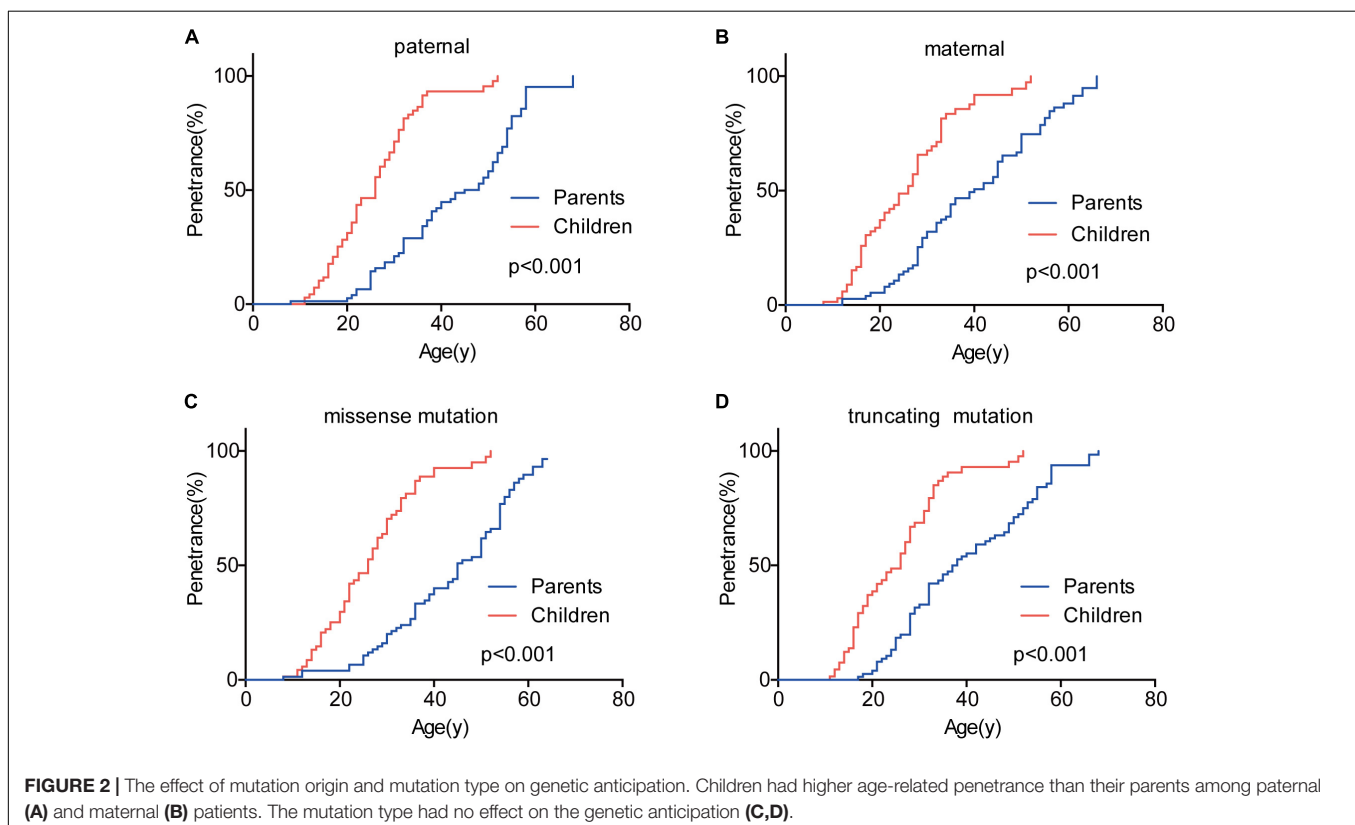 A
paternal
100
50
0
Penetrance(%)
Parents
Children
p<0.001
0 20 40 60 80
Age(y)
B
maternal
100
50
0
Penetrance(%)
Parents
Children
p<0.001
0 20 40 60 80
Age(y)
C
missense mutation
100
50
0
Penetrance(%)
Parents
Children
p<0.001
0 20 40 60 80
Age(y)
D
truncating mutation
100
50
0
Penetrance(%)
Parents
Children
p<0.001
0 20 40 60 80
Age(y)
FIGURE 2 | The effect of mutation origin and mutation type on genetic anticipation. Children had higher age-related penetrance than their parents among paternal
(A) and maternal (B) patients. The mutation type had no effect on the genetic anticipation (C,D).